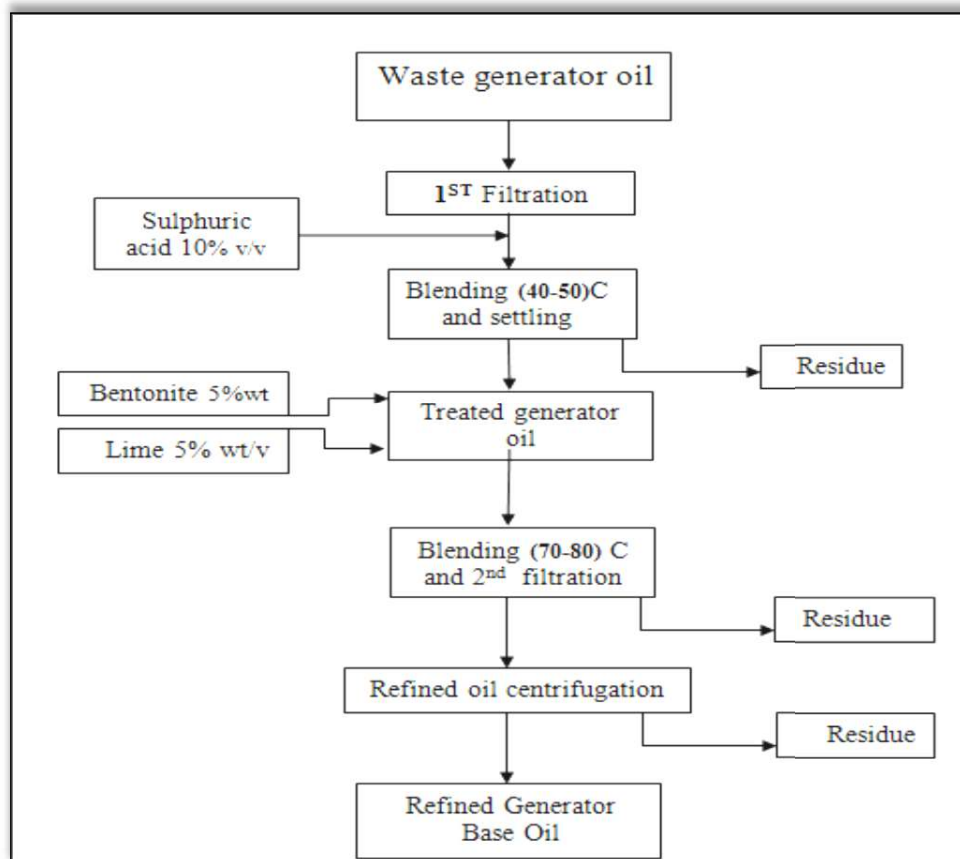 Waste generator oil
1ST Filtration
Sulphuric
acid 10% v/v
Blending (40-50)C
and settling
Residue
Bentonite 5%wt
Lime 5% wt/v
Treated generator
oil
Blending (70-80) C
and 2nd filtration
Residue
Refined oil centrifugation
Residue
Refined Generator
Base Oil